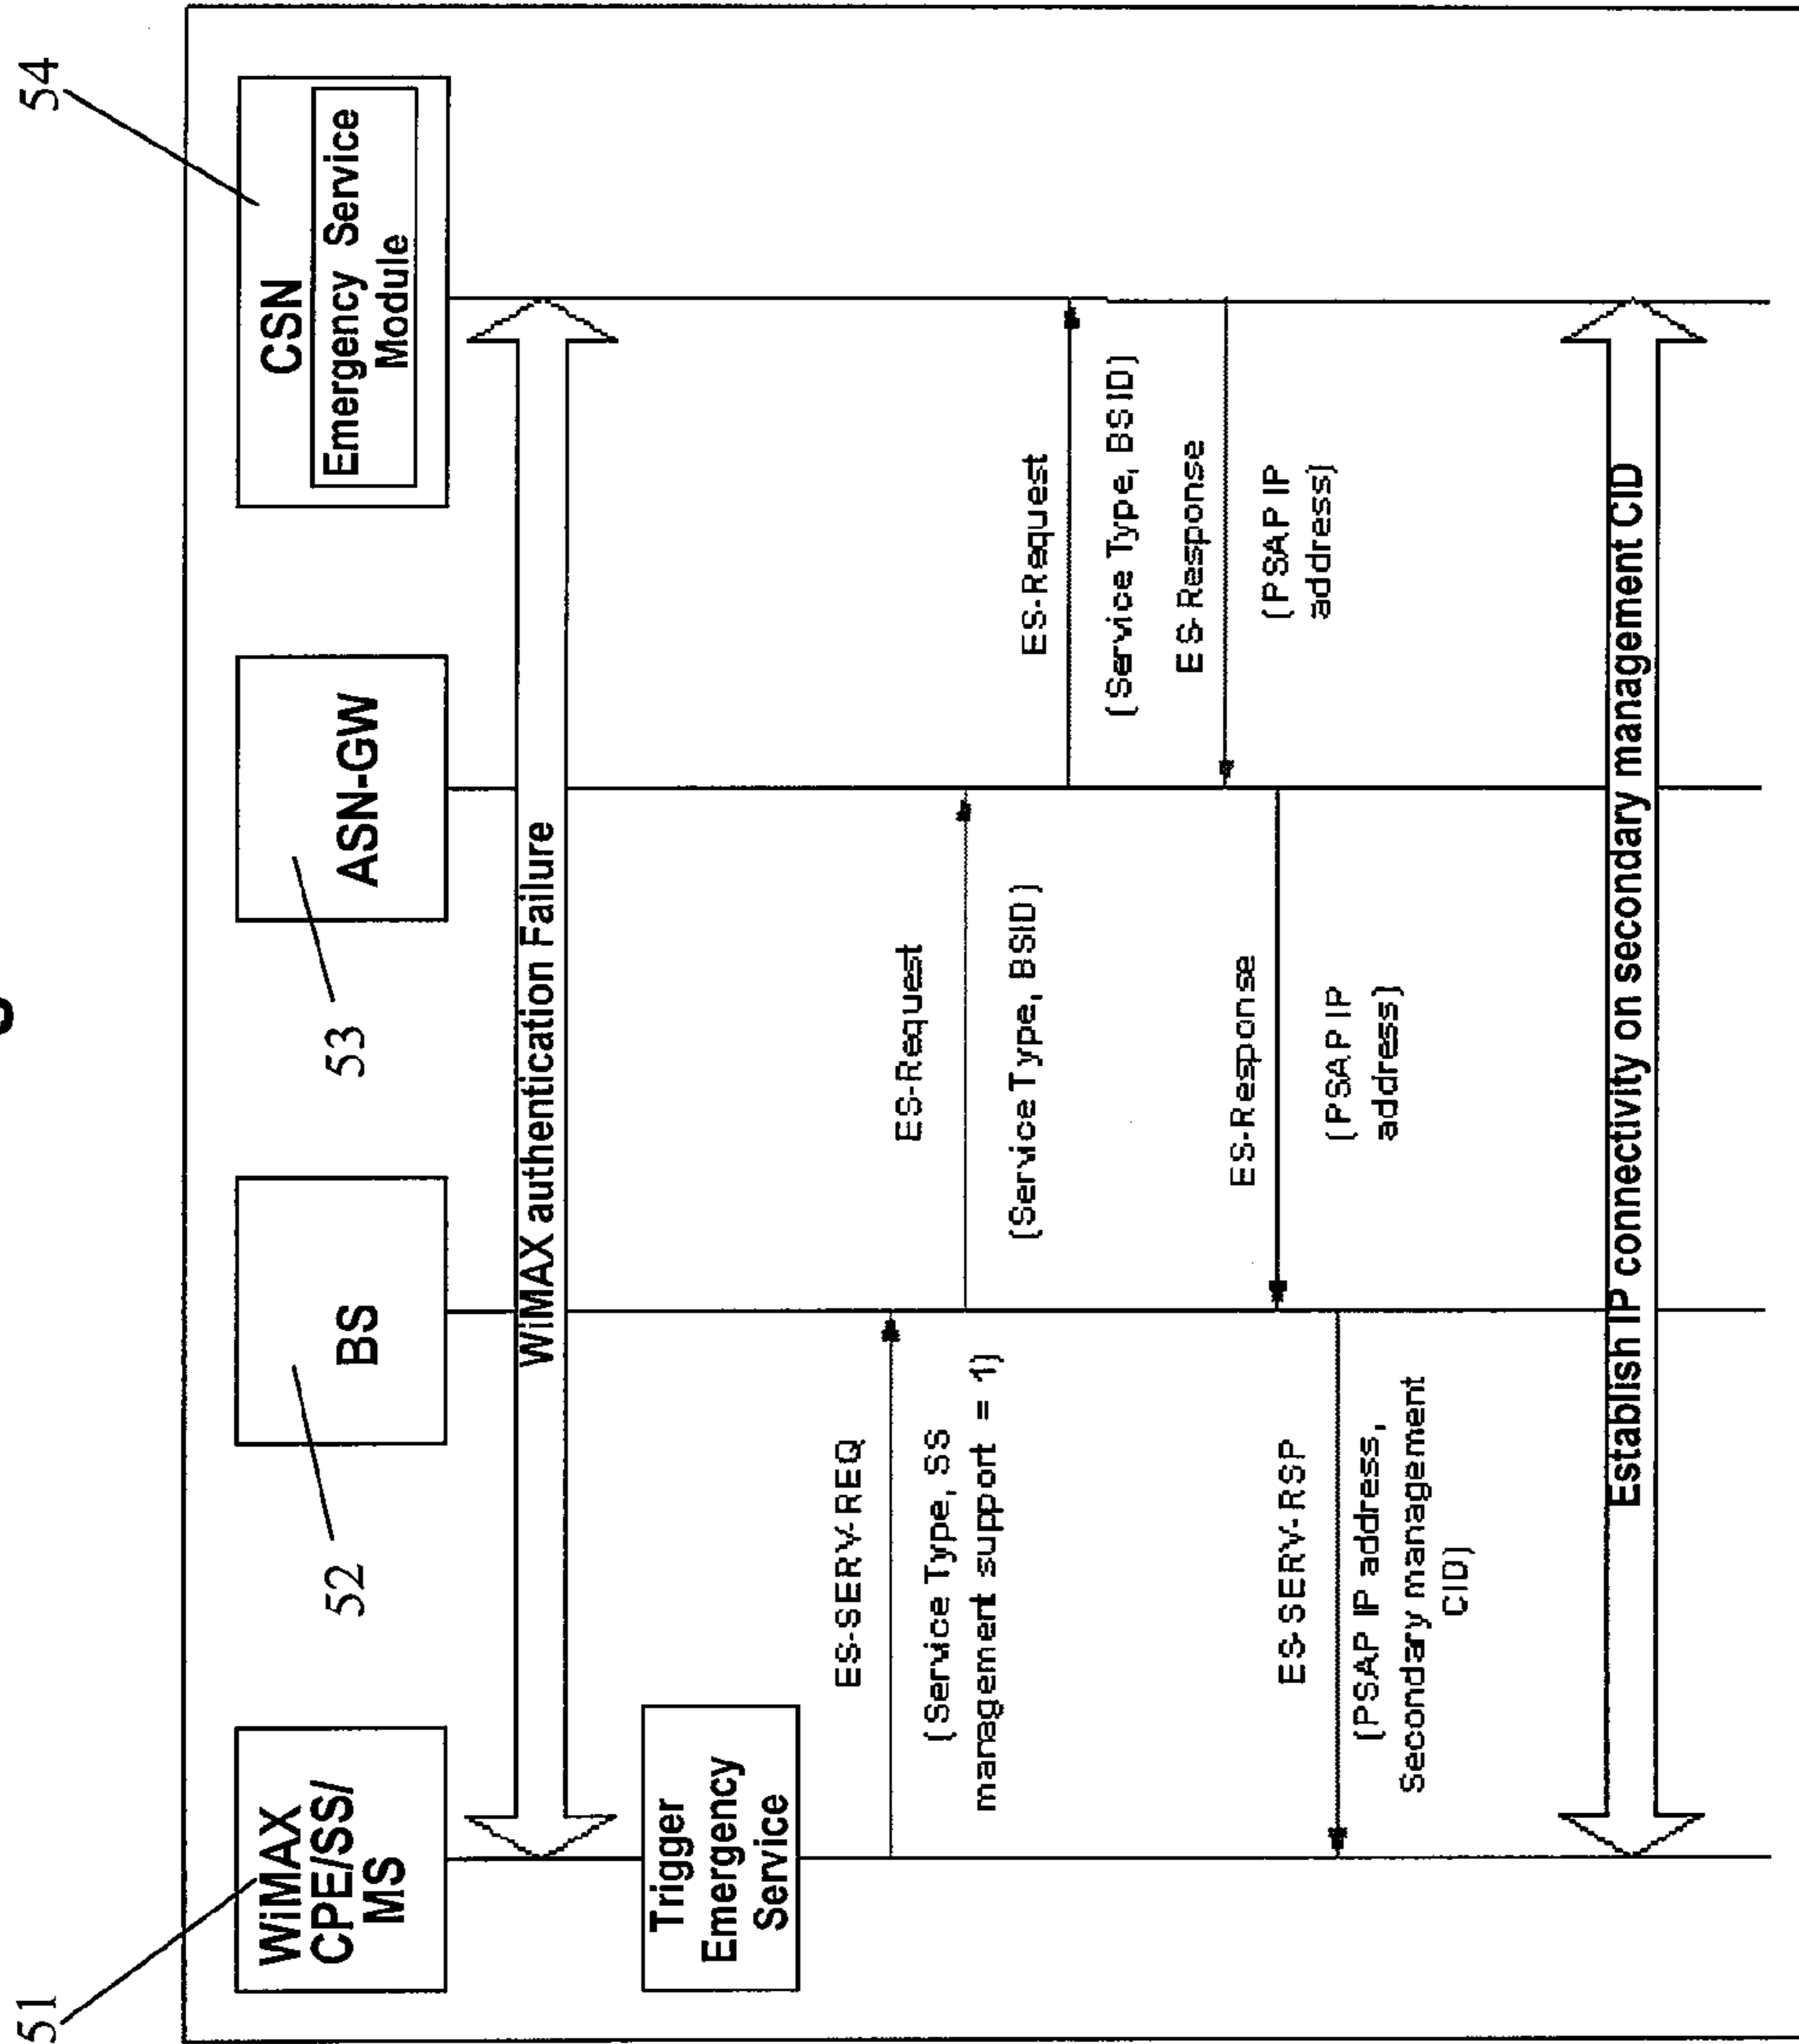 51
WiMAX
CPE/SS/
MS
52
BS
53
ASN-GW
54
CSN
Emergency Service
Module
WiMAX authentication Failure
Trigger
Emergency
Service
ES-SERV-REQ
(Service Type, SS
management support = 1)
ES-Request
(Service Type, BSID)
ES-Request
(Service Type, BSID)
ES-Response
(PSAP IP
address)
ES-Response
(PSAP IP
address)
ES-SERV-RSP
(PSAP IP address,
Secondary management
CID)
Establish IP connectivity on secondary management CID